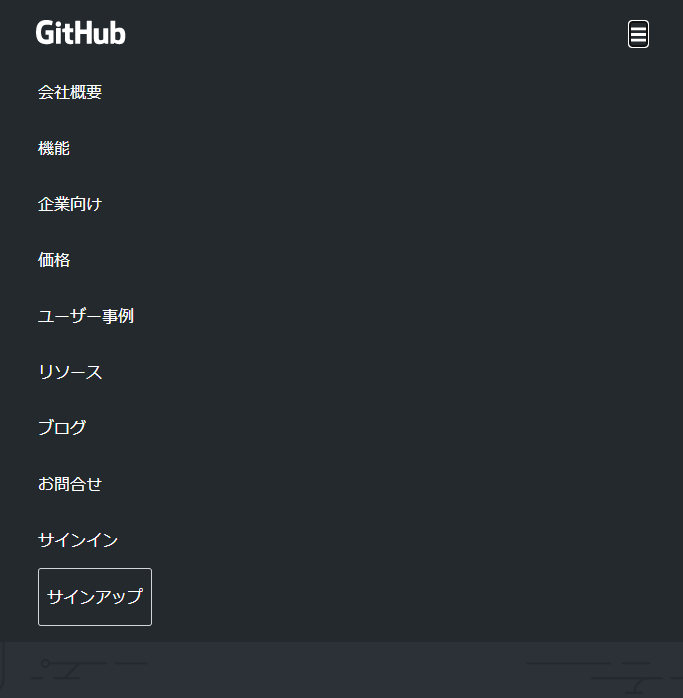 GitHub
会社概要
機能
企業向け
価格
ユーザー事例
リソース
ブログ
お問合せ
サインイン
サインアップ